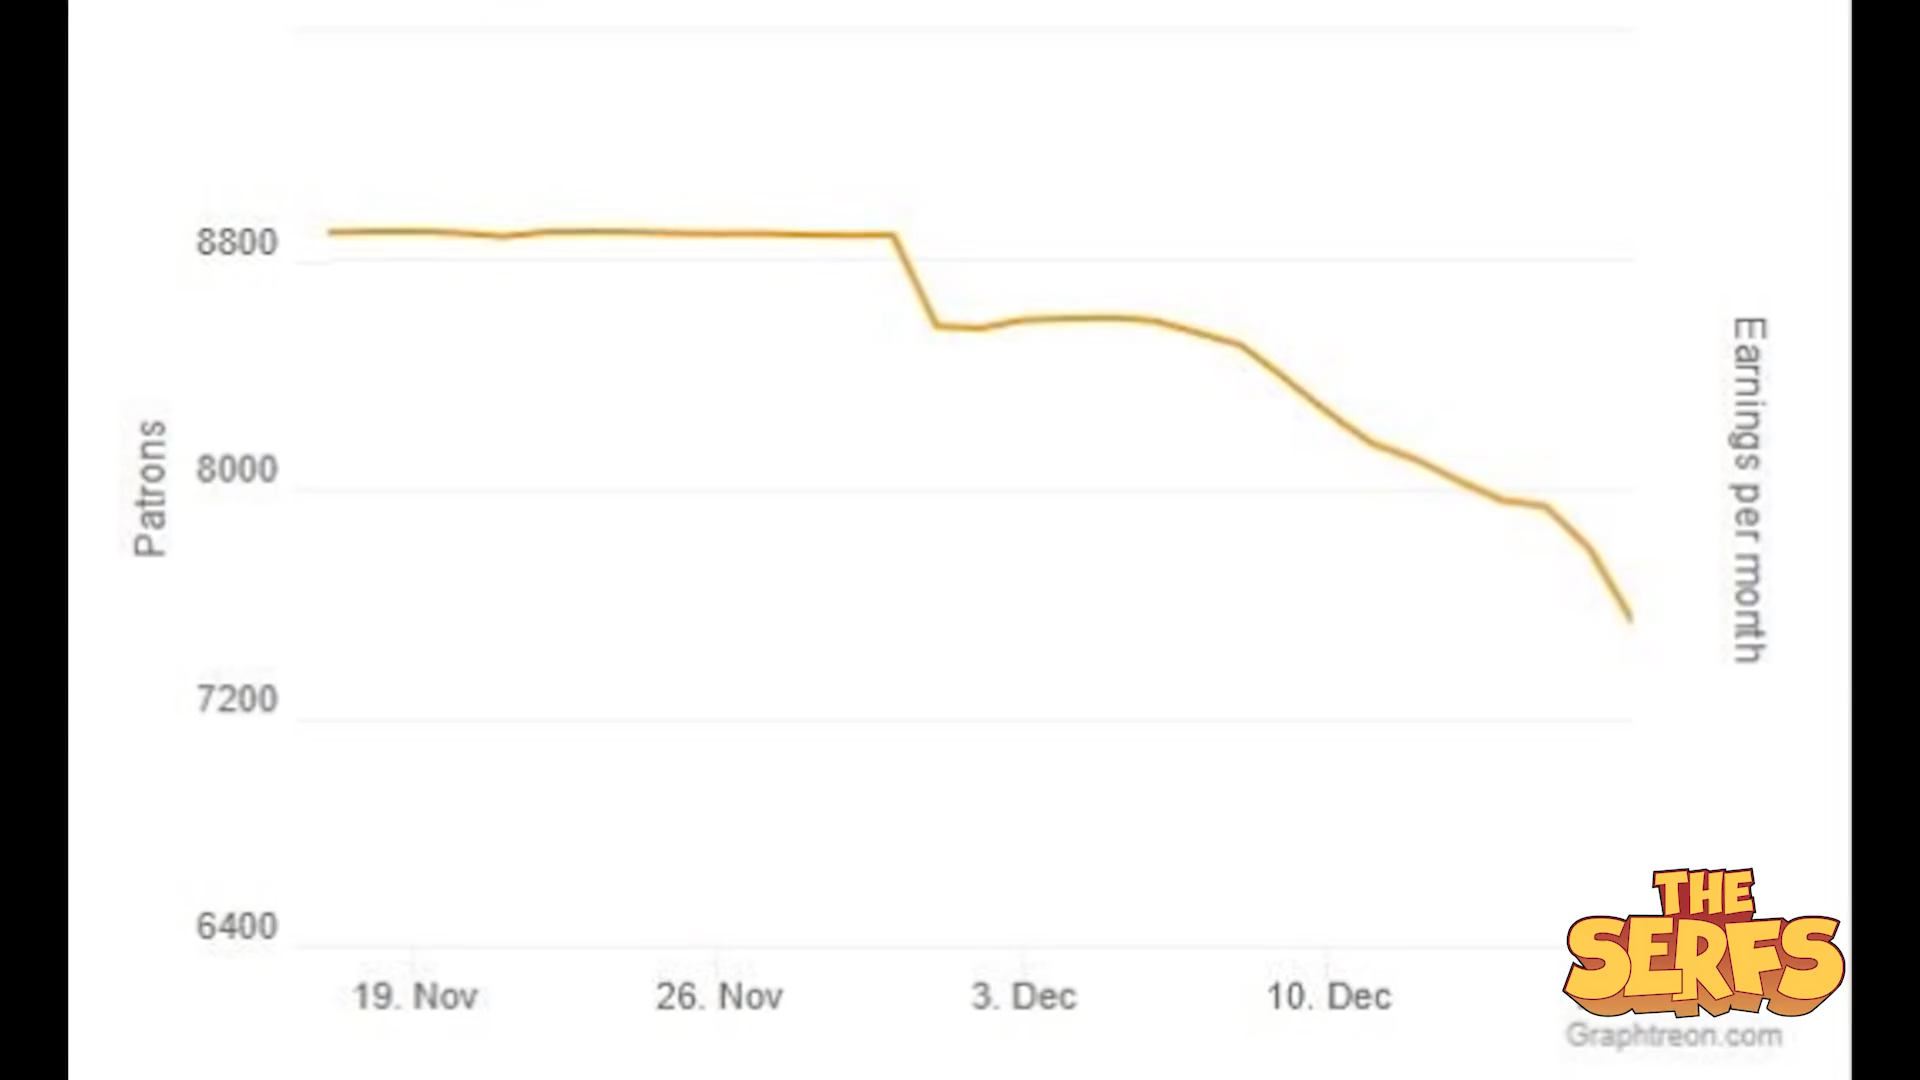 8800
8000
7200
6400
Patrons
Earnings per month
19. Nov
26. Nov
3. Dec
10. Dec
THE
SERFS
Graphtreon.com